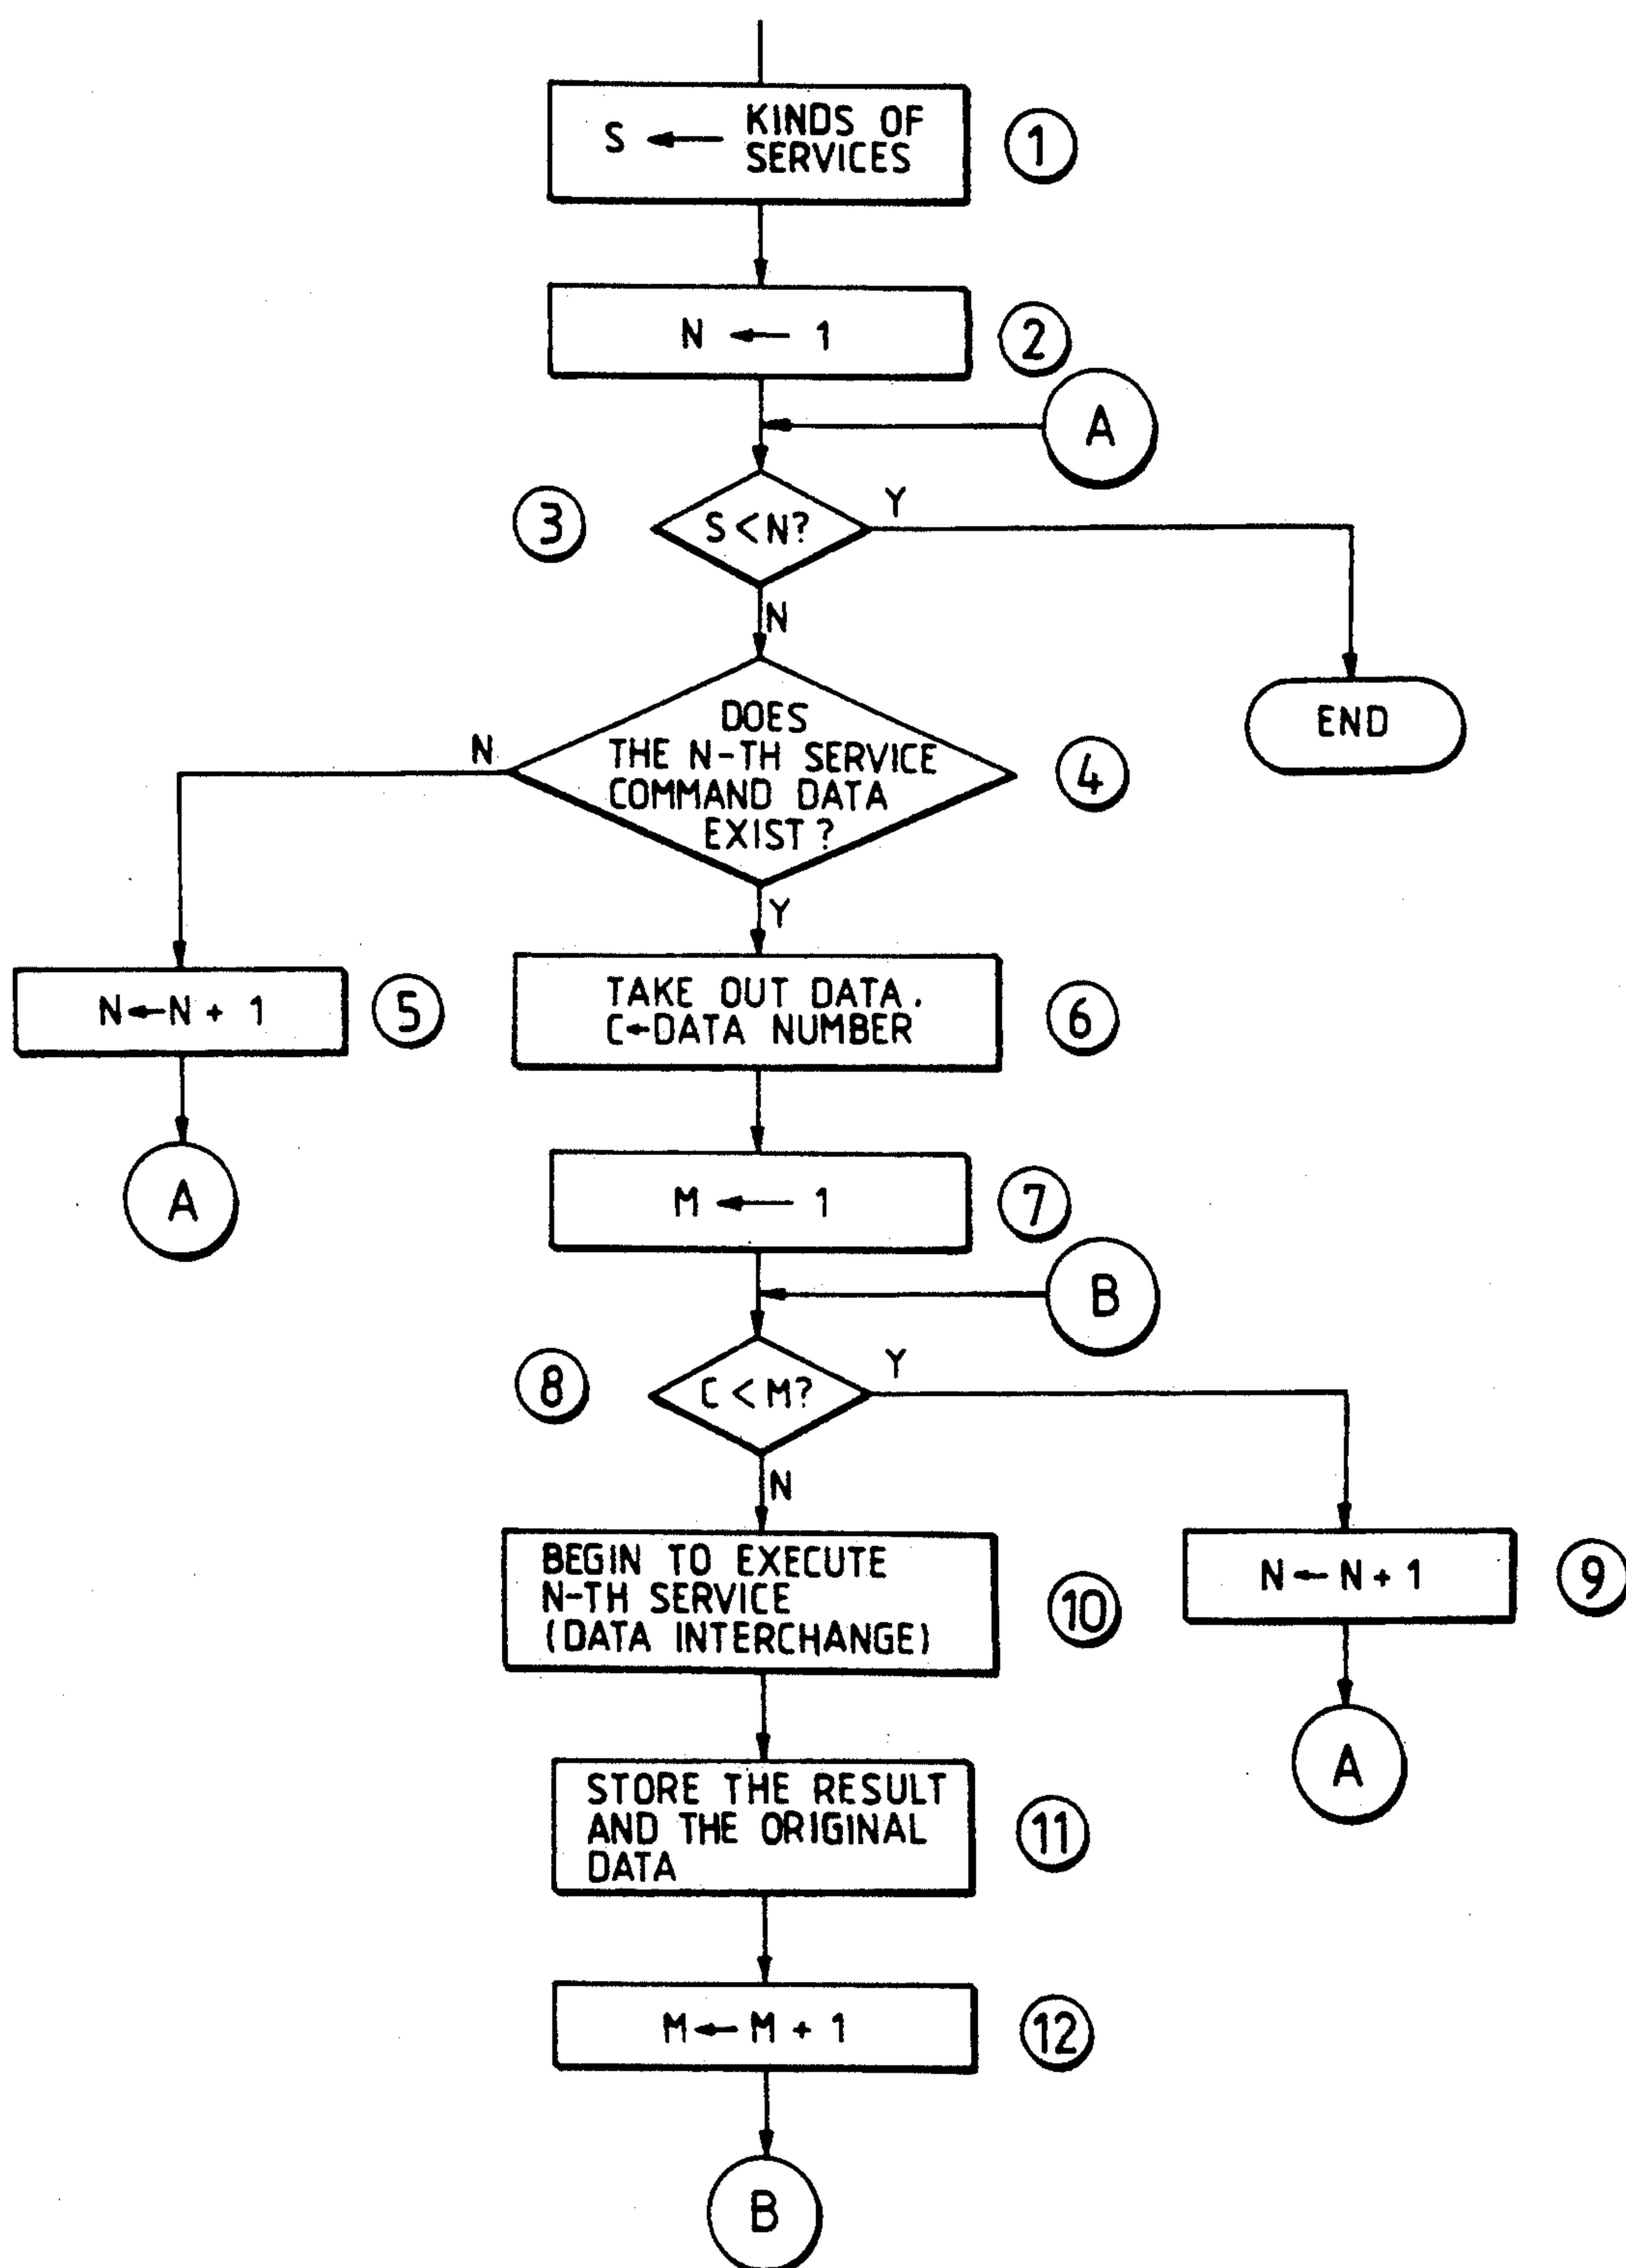 S ← KINDS OF
SERVICES
1
N ← 1
2
A
3
S < N?
Y
N
END
DOES
THE N-TH SERVICE
COMMAND DATA
EXIST?
4
N
Y
N ← N + 1
5
A
TAKE OUT DATA.
C ← DATA NUMBER
6
M ← 1
7
B
8
C < M?
Y
N
BEGIN TO EXECUTE
N-TH SERVICE
(DATA INTERCHANGE)
10
N ← N + 1
9
A
STORE THE RESULT
AND THE ORIGINAL
DATA
11
M ← M + 1
12
B